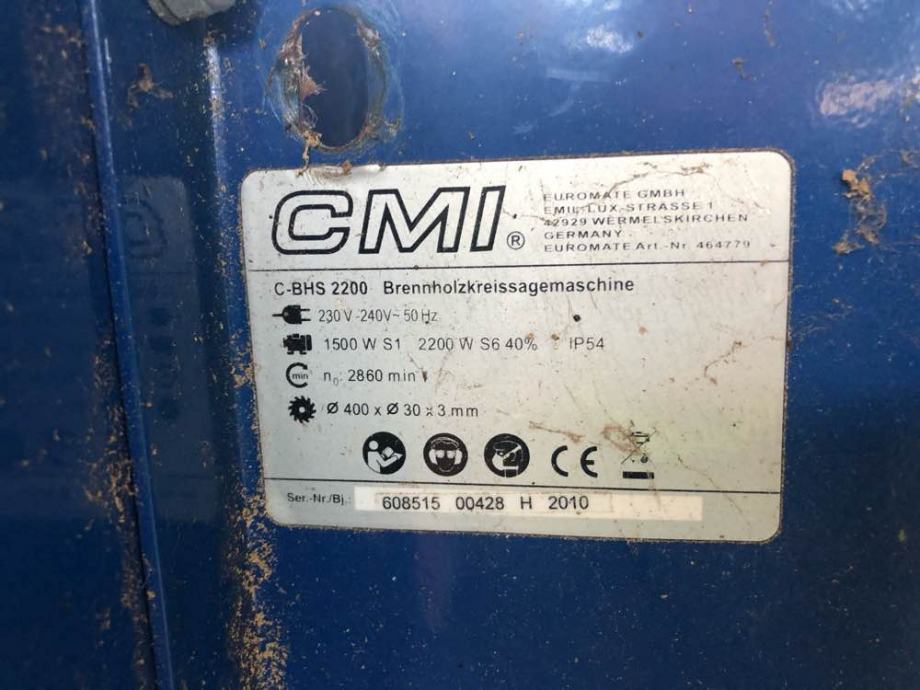 CMI®
EUROMATE GMBH
EMIL-LUX-STRASSE 1
42929 WERMELSKIRCHEN
GERMANY
EUROMATE Art.-Nr. 464779
C-BHS 2200 Brennholzkreissagemaschine
230 V -240V~ 50 Hz
1500 W S1 2200 W S6 40% IP54
min n₀: 2860 min
Ø 400 x Ø 30 x 3 mm
CE
Ser.-Nr./Bj.: 608515 00428 H 2010